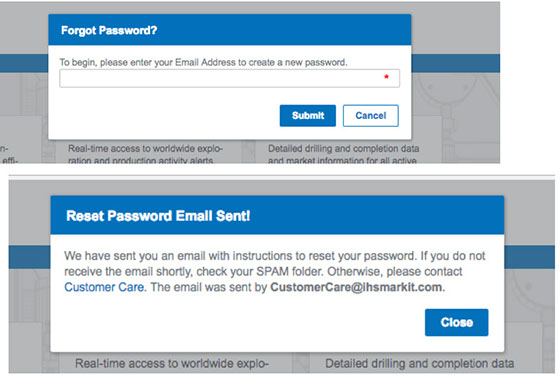 Forgot Password?
To begin, please enter your Email Address to create a new password.
*
Submit Cancel
n-
effi-
Real-time access to worldwide explo-
ration and production activity alerts.
Detailed drilling and completion data
and market information for all active
Reset Password Email Sent!
We have sent you an email with instructions to reset your password. If you do not
receive the email shortly, check your SPAM folder. Otherwise, please contact
Customer Care. The email was sent by CustomerCare@ihsmarkit.com.
Close
Real-time access to worldwide explo-
Detailed drilling and completion data